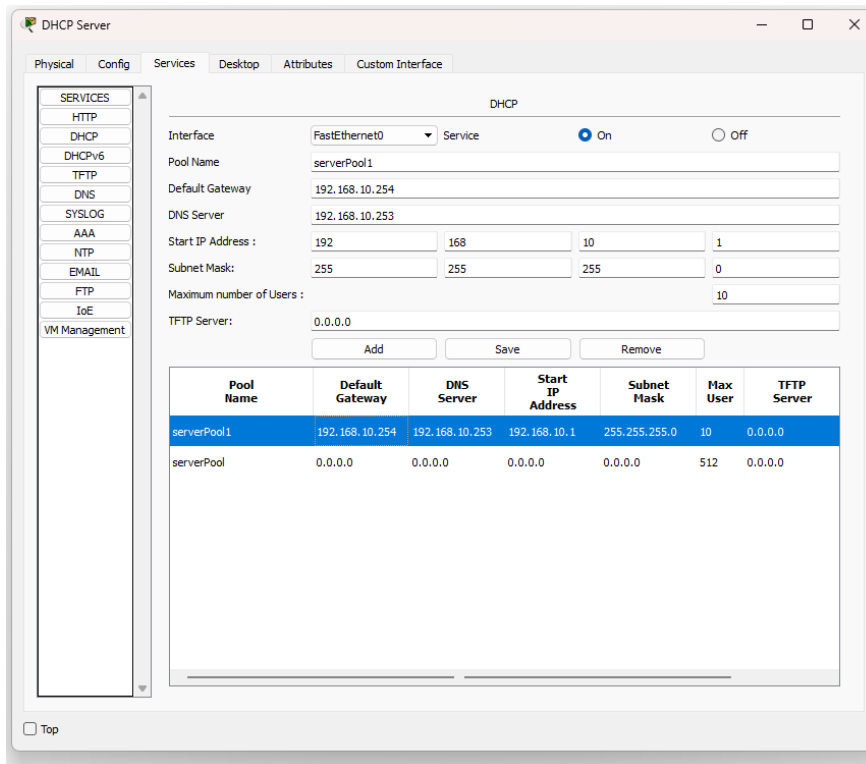 DHCP Server
Physical Config Services Desktop Attributes Custom Interface
SERVICES
HTTP
DHCP
DHCPv6
TFTP
DNS
SYSLOG
AAA
NTP
EMAIL
FTP
IoE
VM Management
DHCP
Interface FastEthernet0 Service On Off
Pool Name serverPool1
Default Gateway 192.168.10.254
DNS Server 192.168.10.253
Start IP Address : 192 168 10 1
Subnet Mask: 255 255 255 0
Maximum number of Users : 10
TFTP Server: 0.0.0.0
Add Save Remove
Pool Name Default Gateway DNS Server Start IP Address Subnet Mask Max User TFTP Server
serverPool1 192.168.10.254 192.168.10.253 192.168.10.1 255.255.255.0 10 0.0.0.0
serverPool 0.0.0.0 0.0.0.0 0.0.0.0 0.0.0.0 512 0.0.0.0
Top